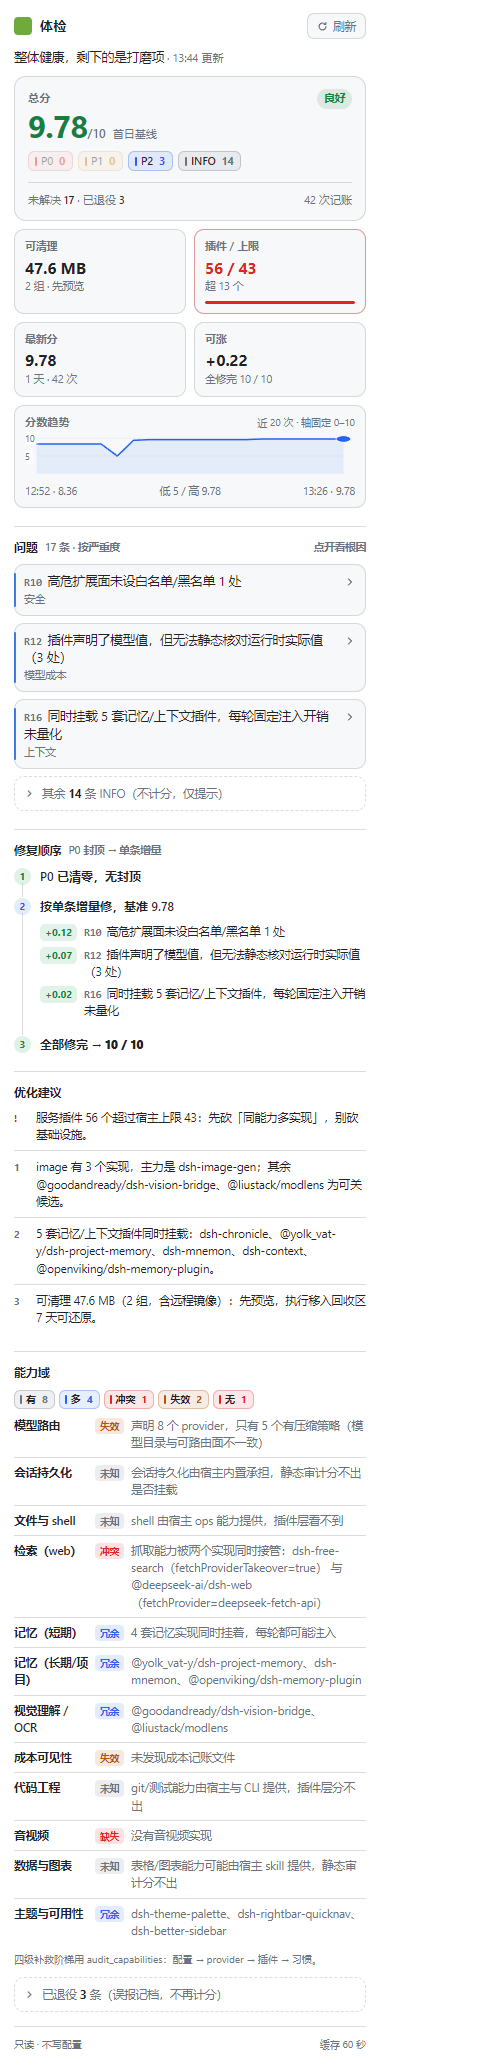 体检
刷新
整体健康，剩下的是打磨项 · 13:44 更新
总分
良好
9.78/10 首日基线
P0 0
P1 0
P2 3
INFO 14
未解决 17 · 已退役 3
42 次记账
可清理
47.6 MB
2 组 · 先预览
插件 / 上限
56 / 43
超 13 个
最新分
9.78
1 天 · 42 次
可涨
+0.22
全修完 10 / 10
分数趋势
近 20 次 · 轴固定 0–10
10
5
12:52 · 8.36
低 5 / 高 9.78
13:26 · 9.78
问题 17 条 · 按严重度
点开看根因
R10 高危扩展面未设白名单/黑名单 1 处
安全
R12 插件声明了模型值，但无法静态核对运行时实际值
（3 处）
模型成本
R16 同时挂载 5 套记忆/上下文插件，每轮固定注入开销
未量化
上下文
其余 14 条 INFO（不计分，仅提示）
修复顺序 P0 封顶 → 单条增量
1 P0 已清零，无封顶
2 按单条增量修，基准 9.78
+0.12 R10 高危扩展面未设白名单/黑名单 1 处
+0.07 R12 插件声明了模型值，但无法静态核对运行时实际值
（3 处）
+0.02 R16 同时挂载 5 套记忆/上下文插件，每轮固定注入开销
未量化
3 全部修完 → 10 / 10
优化建议
! 服务插件 56 个超过宿主上限 43：先砍「同能力多实现」，别砍
基础设施。
1 image 有 3 个实现，主力是 dsh-image-gen；其余
@goodandready/dsh-vision-bridge、@liustack/modlens 为可关
候选。
2 5 套记忆/上下文插件同时挂载：dsh-chronicle、@yolk_vat-
y/dsh-project-memory、dsh-mnemon、dsh-context、
@openviking/dsh-memory-plugin。
3 可清理 47.6 MB（2 组，含远程镜像）：先预览，执行移入回收区
7 天可还原。
能力域
有 8
多 4
冲突 1
失效 2
无 1
模型路由 失效 声明 8 个 provider，只有 5 个有压缩策略（模
型目录与可路由面不一致）
会话持久化 未知 会话持久化由宿主内置承担，静态审计分不出
是否挂载
文件与 shell 未知 shell 由宿主 ops 能力提供，插件层看不到
检索（web） 冲突 抓取能力被两个实现同时接管：dsh-free-
search（fetchProviderTakeover=true） 与
@deepseek-ai/dsh-web
（fetchProvider=deepseek-fetch-api）
记忆（短期） 冗余 4 套记忆实现同时挂着，每轮都可能注入
记忆（长期/项
目） 冗余 @yolk_vat-y/dsh-project-memory、dsh-
mnemon、@openviking/dsh-memory-plugin
视觉理解 /
OCR 冗余 @goodandready/dsh-vision-bridge、
@liustack/modlens
成本可见性 失效 未发现成本记账文件
代码工程 未知 git/测试能力由宿主与 CLI 提供，插件层分不
出
音视频 缺失 没有音视频实现
数据与图表 未知 表格/图表能力可能由宿主 skill 提供，静态审
计分不出
主题与可用性 冗余 dsh-theme-palette、dsh-rightbar-quicknav、
dsh-better-sidebar
四级补救阶梯用 audit_capabilities：配置 → provider → 插件 → 习惯。
已退役 3 条（误报记档，不再计分）
只读 · 不写配置
缓存 60 秒